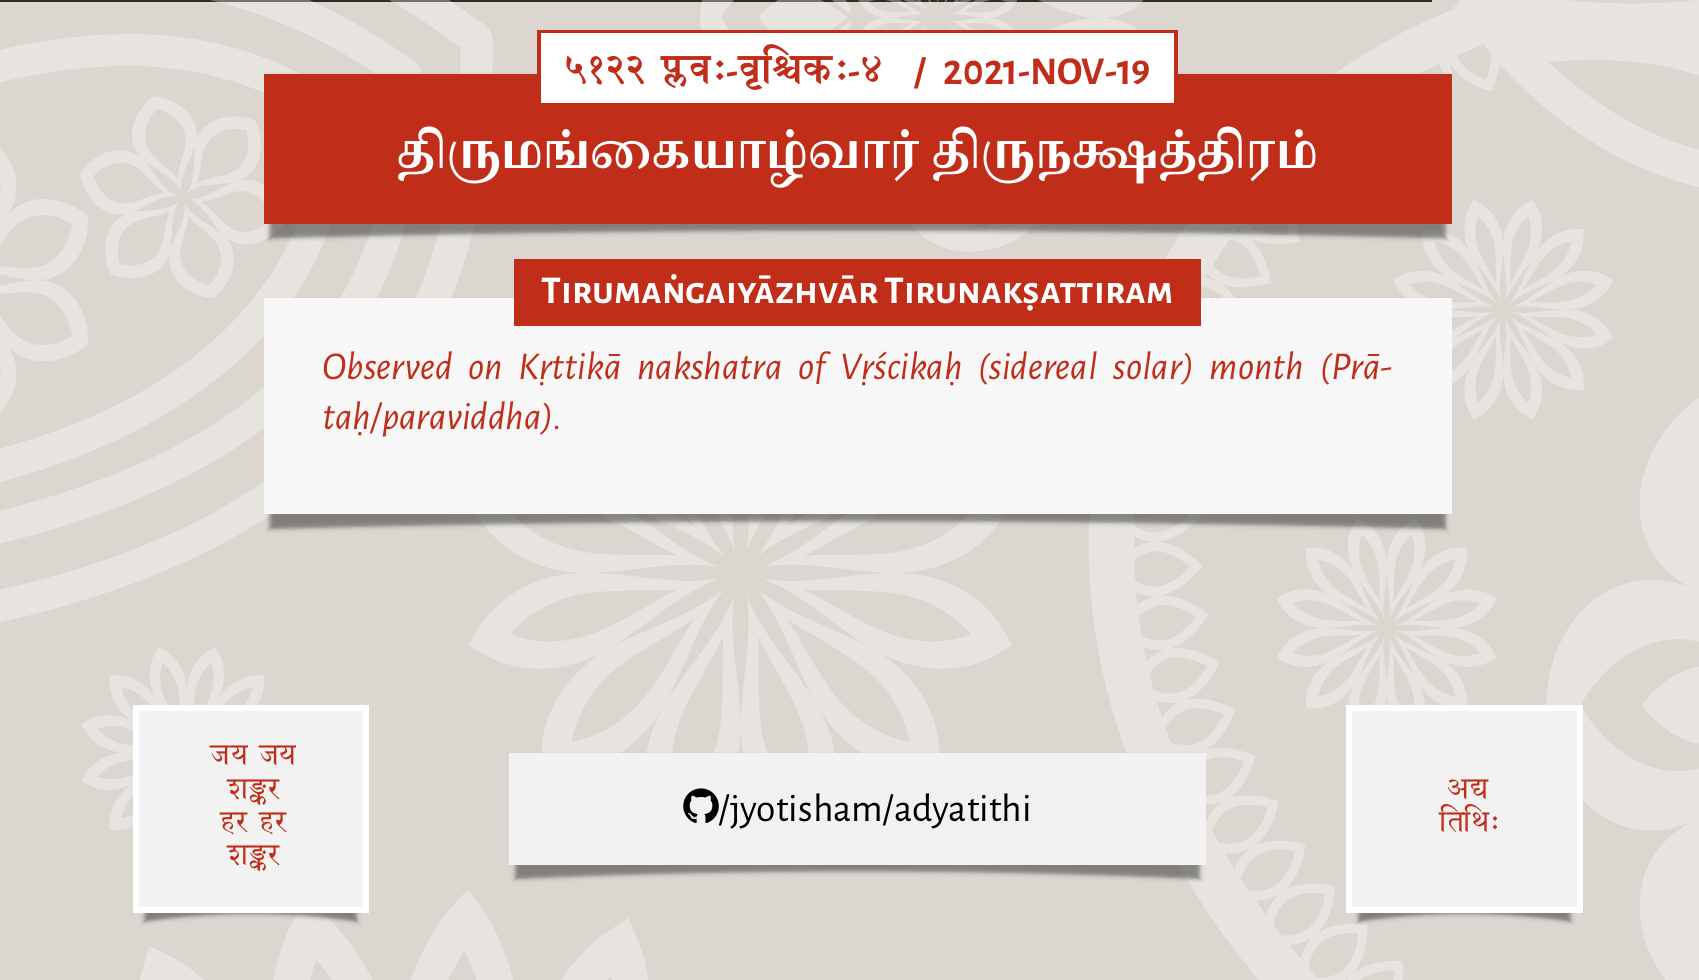 ५१२२ प्लवः-वृश्चिकः-४ / 2021-NOV-19
திருமங்கையாழ்வார் திருநக்ஷத்திரம்
Tirumaṅgaiyāzhvār Tirunakṣattiram
Observed on Kṛttikā nakshatra of Vṛścikaḥ (sidereal solar) month (Prā-
taḥ/paraviddha).
जय जय
शङ्कर
हर हर
शङ्कर
/jyotisham/adyatithi
अद्य
तिथिः